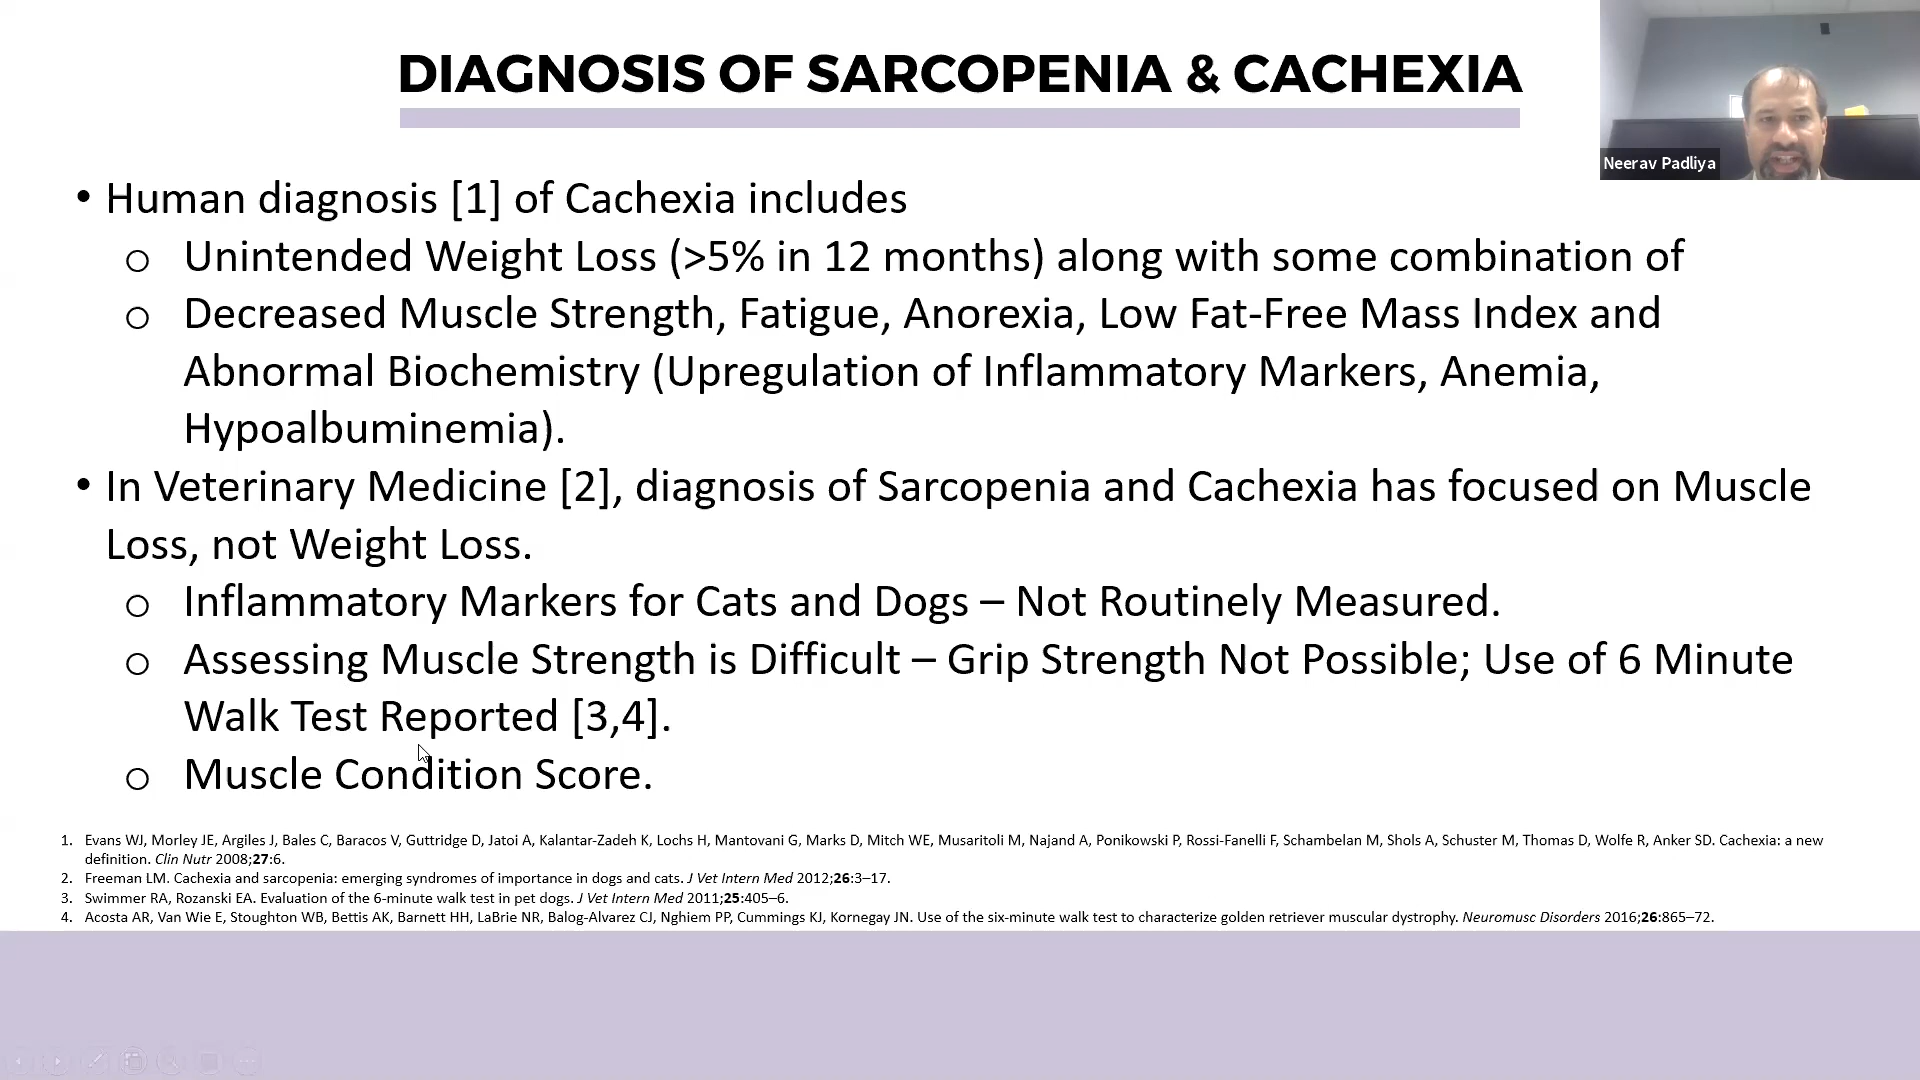 DIAGNOSIS OF SARCOPENIA & CACHEXIA
Neerav Padliya
• Human diagnosis [1] of Cachexia includes
o Unintended Weight Loss (>5% in 12 months) along with some combination of
o Decreased Muscle Strength, Fatigue, Anorexia, Low Fat-Free Mass Index and
Abnormal Biochemistry (Upregulation of Inflammatory Markers, Anemia,
Hypoalbuminemia).
• In Veterinary Medicine [2], diagnosis of Sarcopenia and Cachexia has focused on Muscle
Loss, not Weight Loss.
o Inflammatory Markers for Cats and Dogs – Not Routinely Measured.
o Assessing Muscle Strength is Difficult – Grip Strength Not Possible; Use of 6 Minute
Walk Test Reported [3,4].
o Muscle Condition Score.
1. Evans WJ, Morley JE, Argiles J, Bales C, Baracos V, Guttridge D, Jatoi A, Kalantar-Zadeh K, Lochs H, Mantovani G, Marks D, Mitch WE, Musaritoli M, Najand A, Ponikowski P, Rossi-Fanelli F, Schambelan M, Shols A, Schuster M, Thomas D, Wolfe R, Anker SD. Cachexia: a new
definition. Clin Nutr 2008;27:6.
2. Freeman LM. Cachexia and sarcopenia: emerging syndromes of importance in dogs and cats. J Vet Intern Med 2012;26:3–17.
3. Swimmer RA, Rozanski EA. Evaluation of the 6-minute walk test in pet dogs. J Vet Intern Med 2011;25:405–6.
4. Acosta AR, Van Wie E, Stoughton WB, Bettis AK, Barnett HH, LaBrie NR, Balog-Alvarez CJ, Nghiem PP, Cummings KJ, Kornegay JN. Use of the six-minute walk test to characterize golden retriever muscular dystrophy. Neuromusc Disorders 2016;26:865–72.